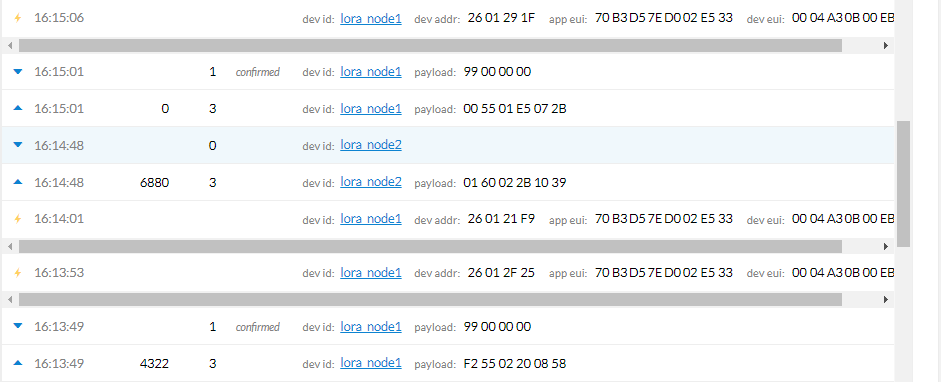 16:15:06 dev id: lora_node1 dev addr: 26 01 29 1F app eui: 70 B3 D5 7E D0 02 E5 33 dev eui: 00 04 A3 0B 00 EB
16:15:01 1 confirmed dev id: lora_node1 payload: 99 00 00 00
16:15:01 0 3 dev id: lora_node1 payload: 00 55 01 E5 07 2B
16:14:48 0 dev id: lora_node2
16:14:48 6880 3 dev id: lora_node2 payload: 01 60 02 2B 10 39
16:14:01 dev id: lora_node1 dev addr: 26 01 21 F9 app eui: 70 B3 D5 7E D0 02 E5 33 dev eui: 00 04 A3 0B 00 EB
16:13:53 dev id: lora_node1 dev addr: 26 01 2F 25 app eui: 70 B3 D5 7E D0 02 E5 33 dev eui: 00 04 A3 0B 00 EB
16:13:49 1 confirmed dev id: lora_node1 payload: 99 00 00 00
16:13:49 4322 3 dev id: lora_node1 payload: F2 55 02 20 08 58